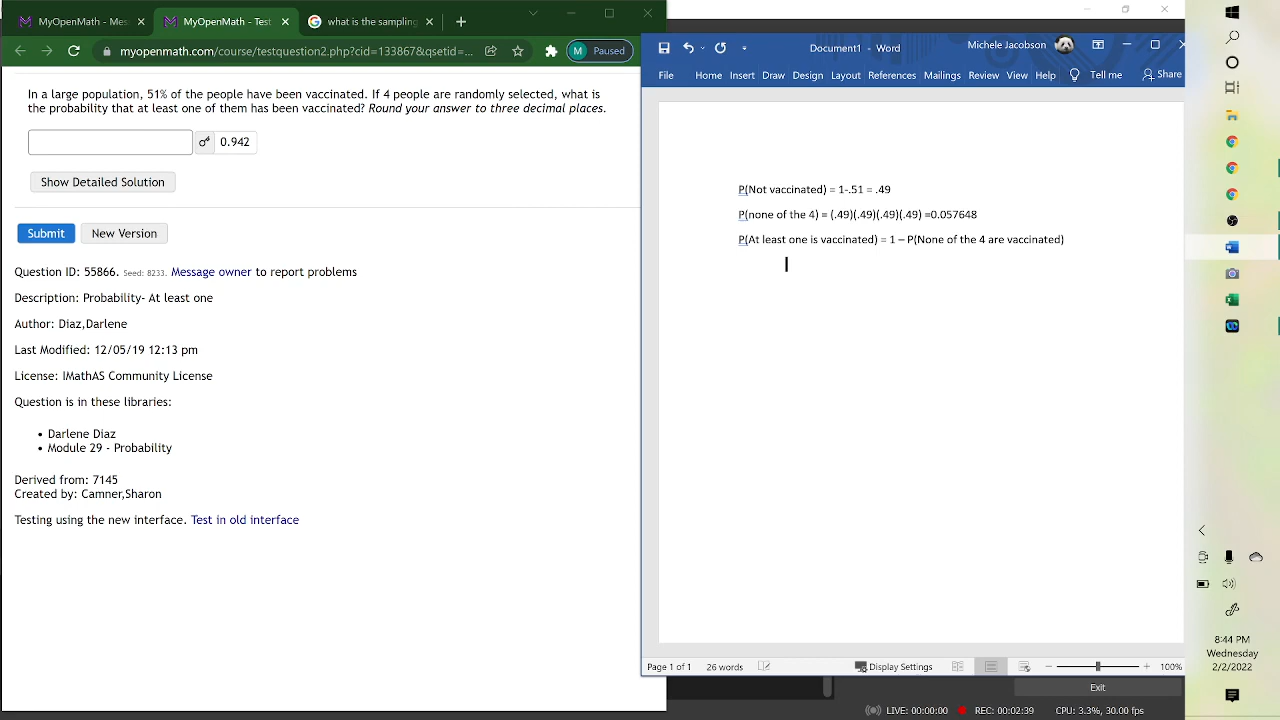 MyOpenMath - Mes
MyOpenMath - Test
what is the sampling
myopenmath.com/course/testquestion2.php?cid=133867&qsetid=...
M Paused
In a large population, 51% of the people have been vaccinated. If 4 people are randomly selected, what is
the probability that at least one of them has been vaccinated? Round your answer to three decimal places.
σ⁴ 0.942
Show Detailed Solution
Submit New Version
Question ID: 55866. Seed: 8233. Message owner to report problems
Description: Probability- At least one
Author: Diaz,Darlene
Last Modified: 12/05/19 12:13 pm
License: IMathAS Community License
Question is in these libraries:
• Darlene Diaz
• Module 29 - Probability
Derived from: 7145
Created by: Camner,Sharon
Testing using the new interface. Test in old interface
Document1 - Word
Michele Jacobson
File Home Insert Draw Design Layout References Mailings Review View Help Tell me Share
P(Not vaccinated) = 1-.51 = .49
P(none of the 4) = (.49)(.49)(.49)(.49) =0.057648
P(At least one is vaccinated) = 1 – P(None of the 4 are vaccinated)
Page 1 of 1 26 words Display Settings 100%
Exit
LIVE: 00:00:00 REC: 00:02:39 CPU: 3.3%, 30.00 fps
8:44 PM
Wednesday
2/2/2022